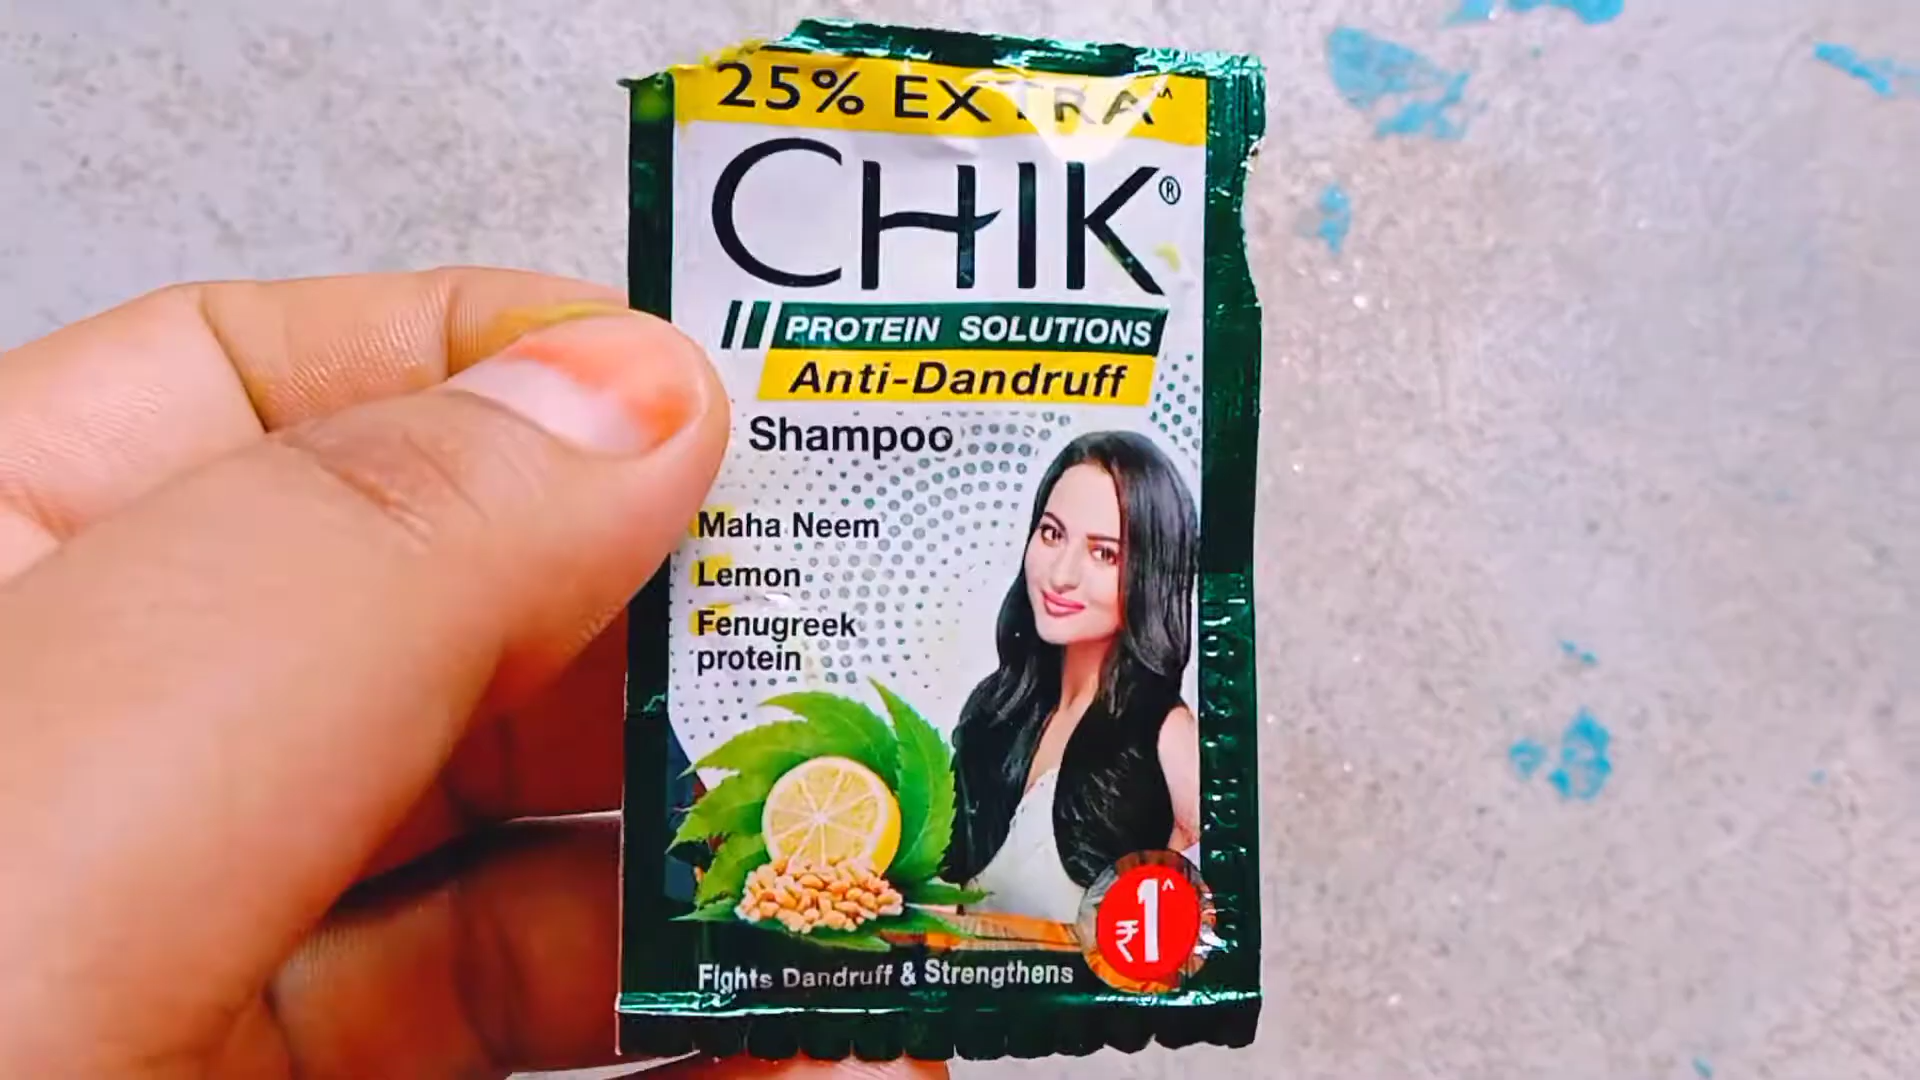 25% EXTRA^^
CHIK®
PROTEIN SOLUTIONS
Anti-Dandruff
Shampoo
Maha Neem
Lemon
Fenugreek
protein
₹1^
Fights Dandruff & Strengthens